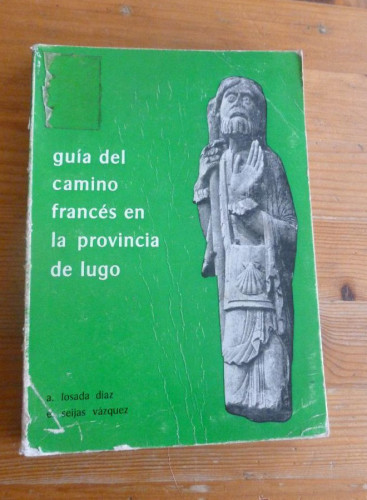 guía del
camino
francés en
la provincia
de lugo
a. losada díaz
e. seijas vázquez